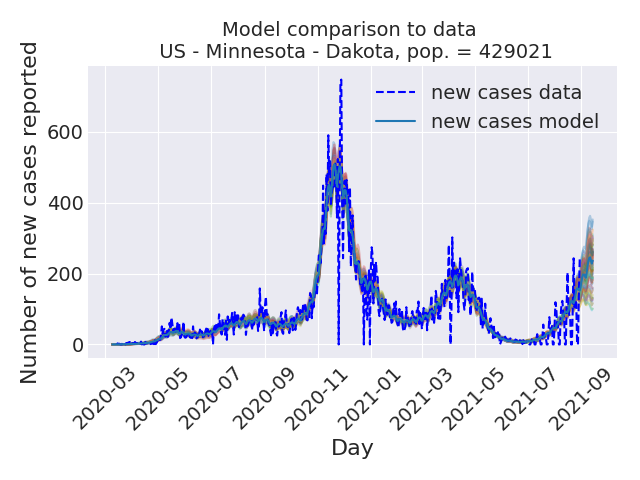 Model comparison to data
US - Minnesota - Dakota, pop. = 429021
Number of new cases reported
600
400
200
0
new cases data
new cases model
2020-03
2020-05
2020-07
2020-09
2020-11
2021-01
2021-03
2021-05
2021-07
2021-09
Day